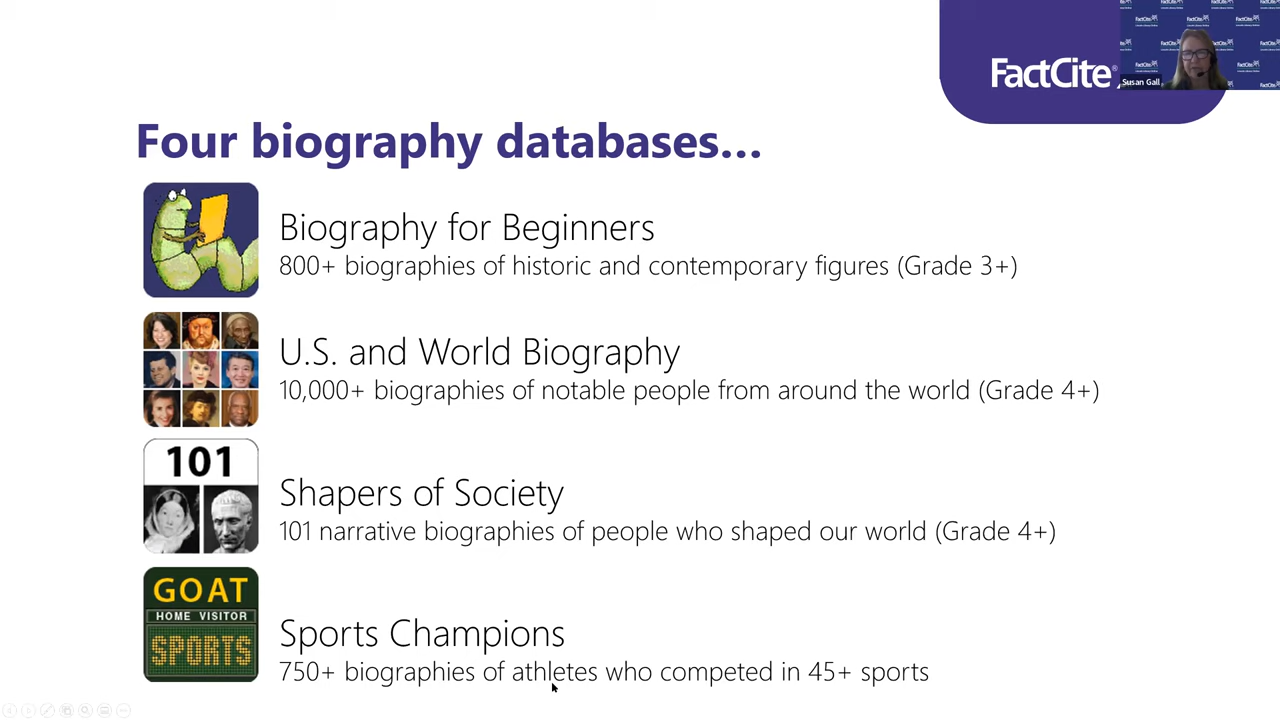 FactCite®
Susan Gall
Four biography databases...
Biography for Beginners
800+ biographies of historic and contemporary figures (Grade 3+)
U.S. and World Biography
10,000+ biographies of notable people from around the world (Grade 4+)
101
Shapers of Society
101 narrative biographies of people who shaped our world (Grade 4+)
GOAT
HOME VISITOR
SPORTS
Sports Champions
750+ biographies of athletes who competed in 45+ sports